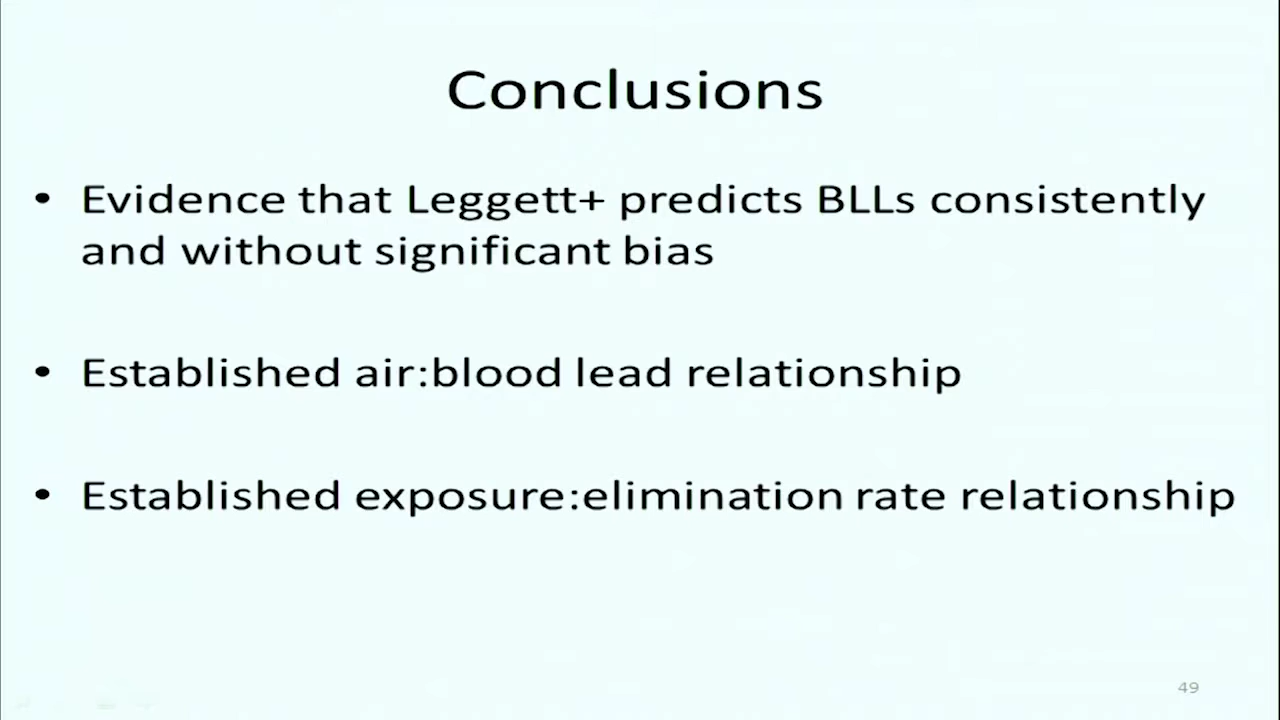 Conclusions
• Evidence that Leggett+ predicts BLLs consistently
and without significant bias
• Established air:blood lead relationship
• Established exposure:elimination rate relationship
49